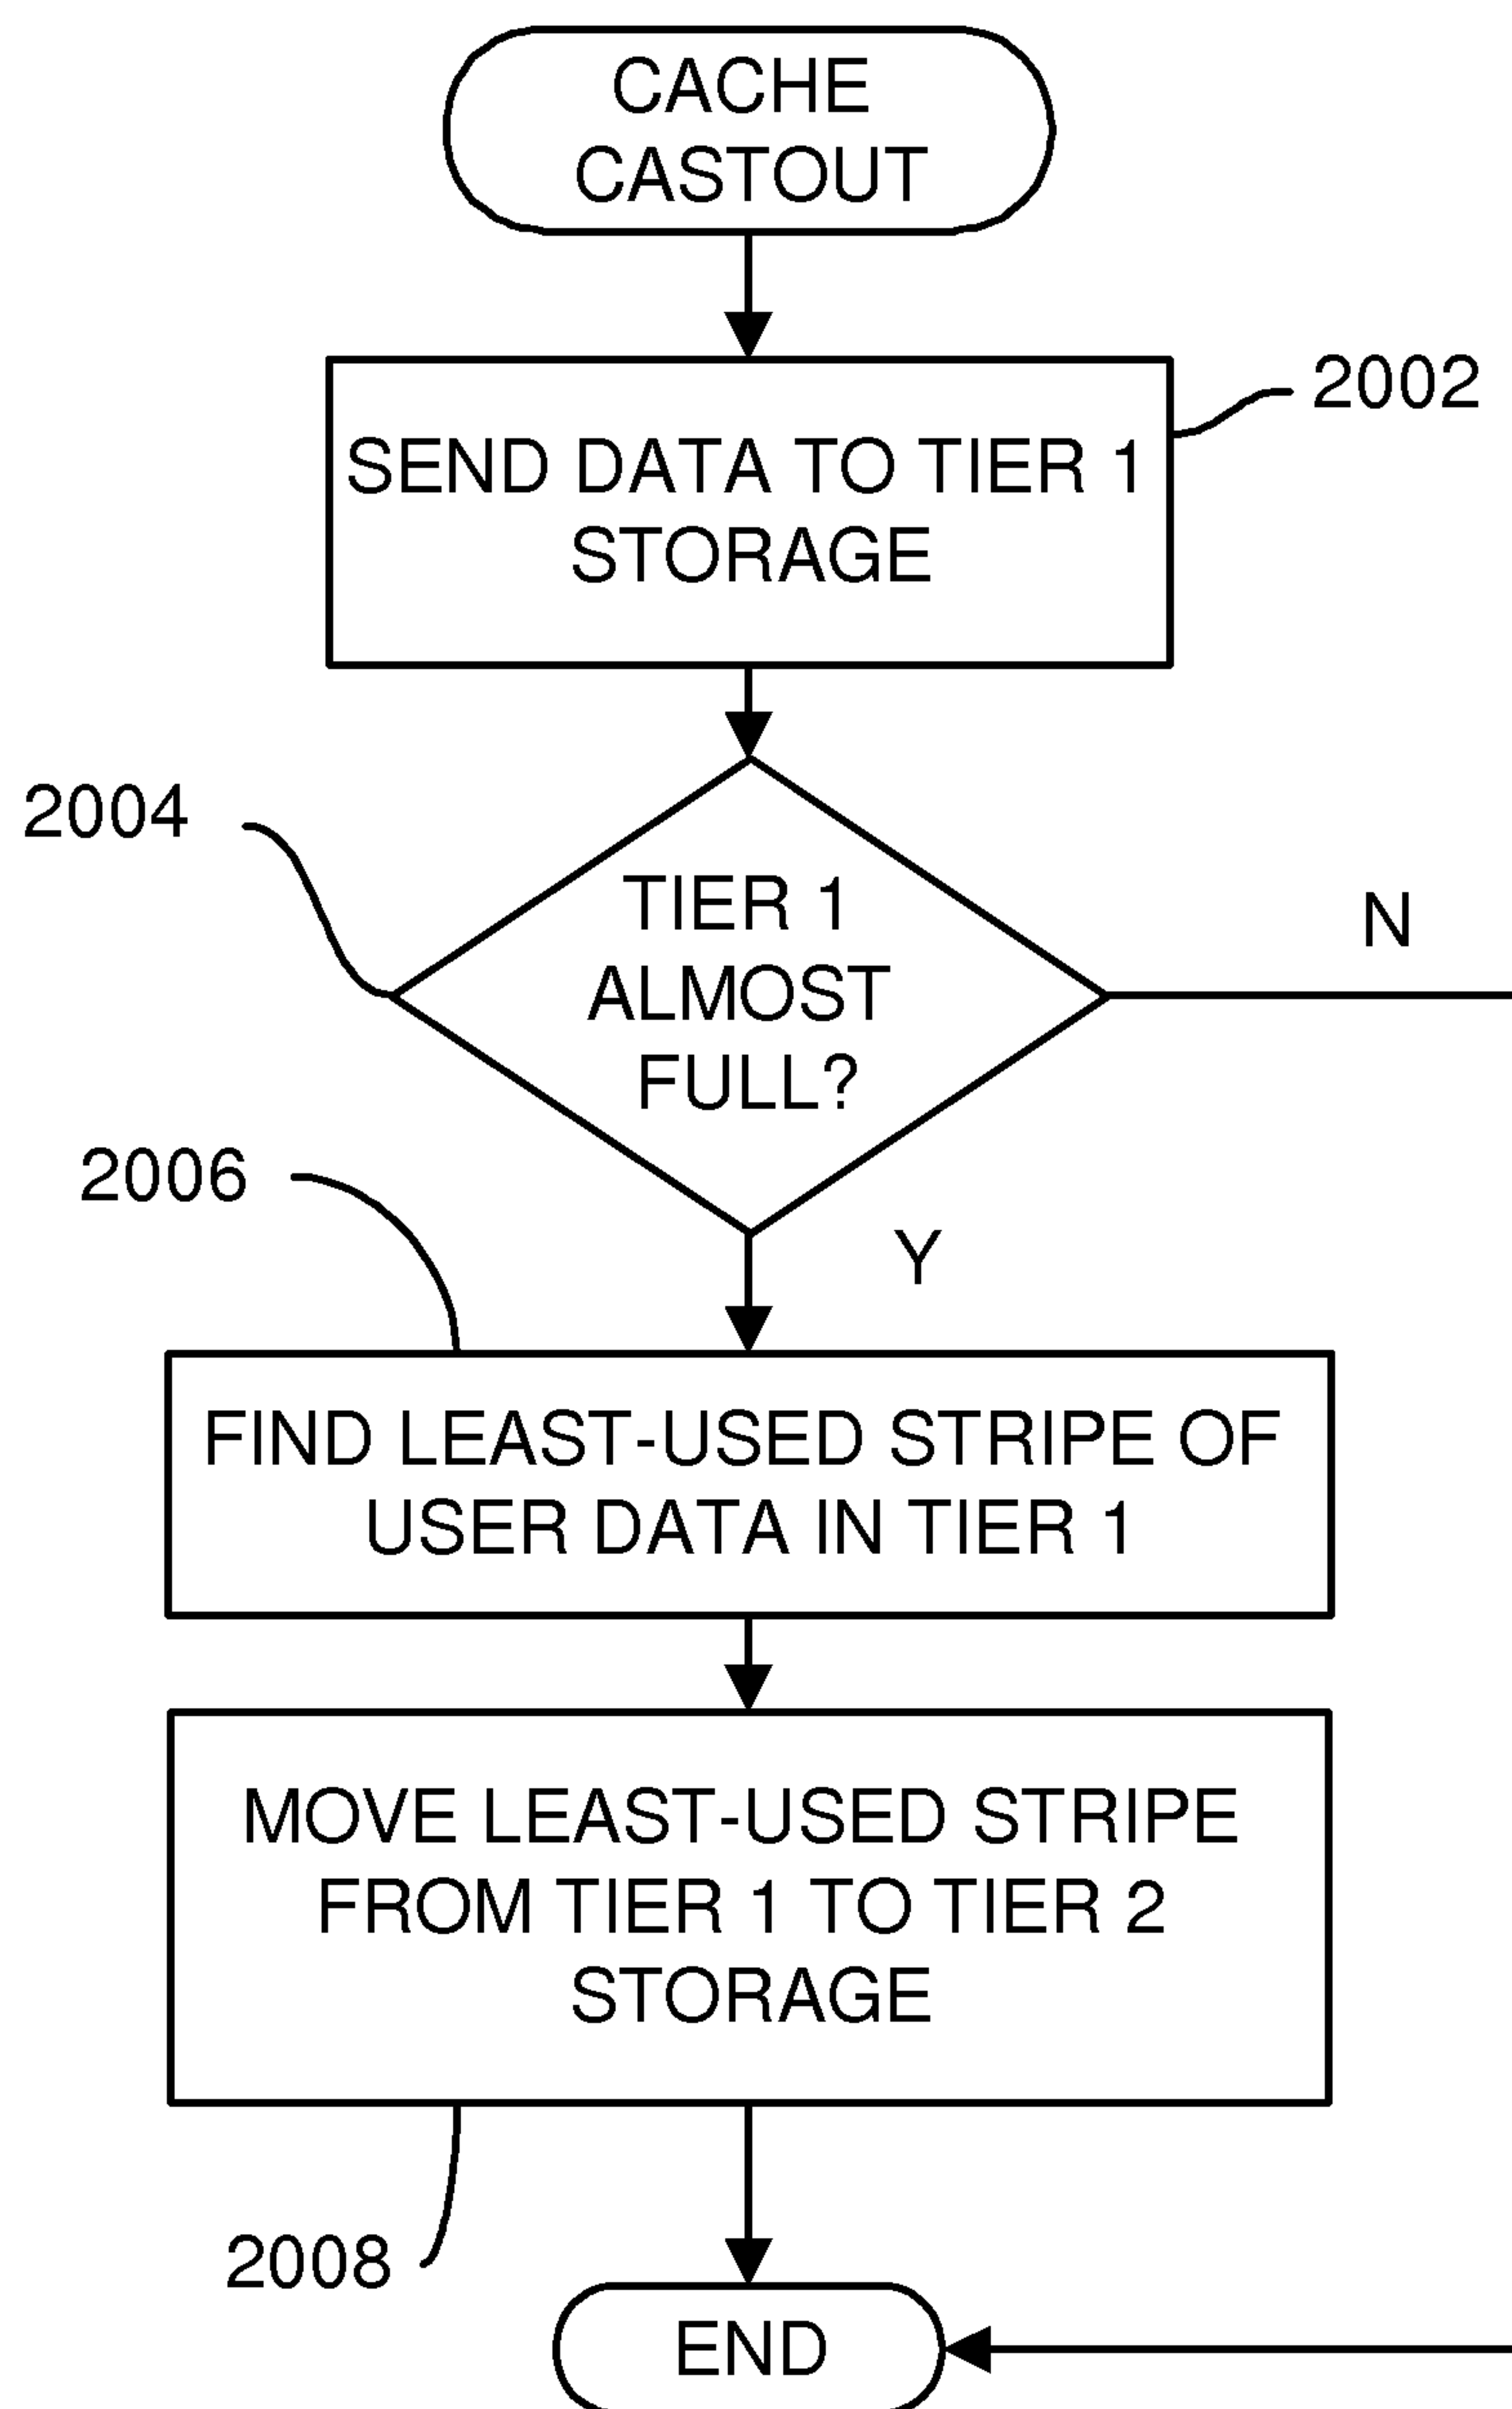 CACHE
CASTOUT
2002
SEND DATA TO TIER 1
STORAGE
2004
TIER 1
ALMOST
FULL?
N
2006
Y
FIND LEAST-USED STRIPE OF
USER DATA IN TIER 1
MOVE LEAST-USED STRIPE
FROM TIER 1 TO TIER 2
STORAGE
2008
END